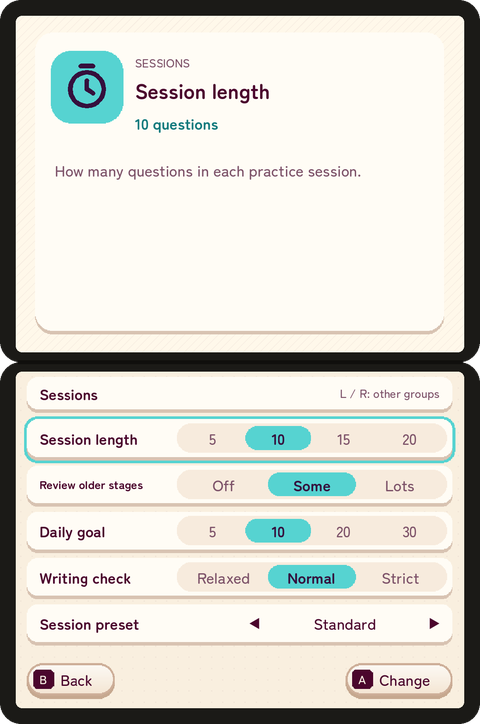 SESSIONS
Session length
10 questions
How many questions in each practice session.
Sessions
L / R: other groups
Session length 5 10 15 20
Review older stages Off Some Lots
Daily goal 5 10 20 30
Writing check Relaxed Normal Strict
Session preset ◀ Standard ▶
B Back
A Change